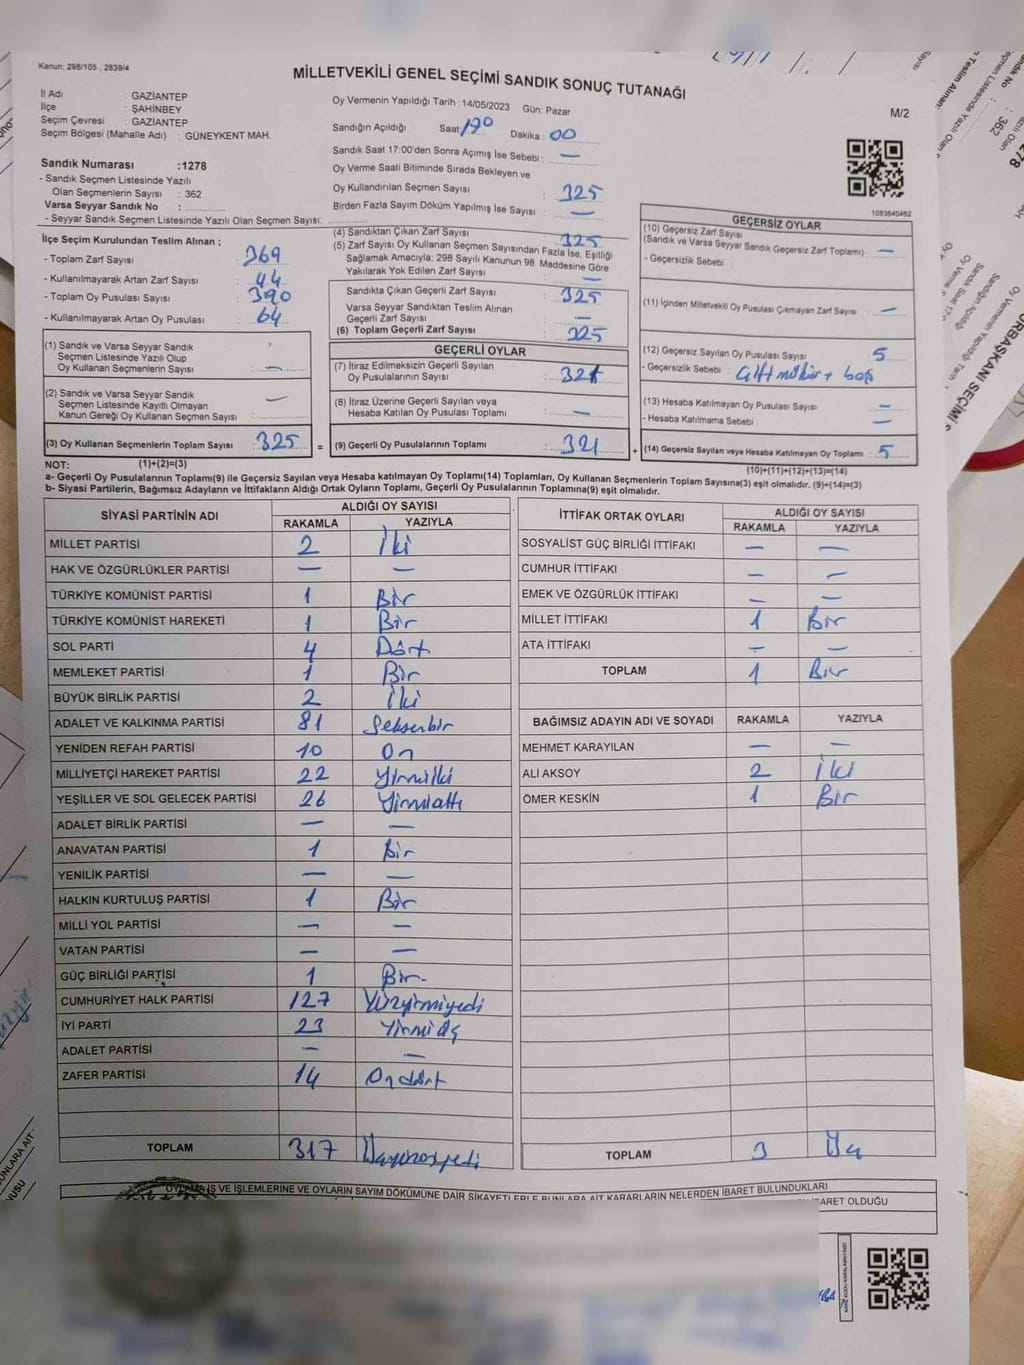 Kanun: 298/105 , 2839/4
MİLLETVEKİLİ GENEL SEÇİMİ SANDIK SONUÇ TUTANAĞI
M/2
İl Adı : GAZİANTEP
İlçe : ŞAHİNBEY
Seçim Çevresi : GAZİANTEP
Seçim Bölgesi (Mahalle Adı) : GÜNEYKENT MAH.
Sandık Numarası :1278
- Sandık Seçmen Listesinde Yazılı
Olan Seçmenlerin Sayısı : 362
Varsa Seyyar Sandık No :
- Seyyar Sandık Seçmen Listesinde Yazılı Olan Seçmen Sayısı:
Oy Vermenin Yapıldığı Tarih : 14/05/2023 Gün: Pazar
Sandığın Açıldığı Saat: Dakika : 00
Sandık Saat 17:00'den Sonra Açılmış İse Sebebi : —
Oy Verme Saati Bitiminde Sırada Bekleyen ve
Oy Kullandırılan Seçmen Sayısı : 325
Birden Fazla Sayım Döküm Yapılmış İse Sayısı : —
İlçe Seçim Kurulundan Teslim Alınan ;
- Toplam Zarf Sayısı : 369
- Kullanılmayarak Artan Zarf Sayısı : 44
- Toplam Oy Pusulası Sayısı : 390
- Kullanılmayarak Artan Oy Pusulası : 64
(1) Sandık ve Varsa Seyyar Sandık
Seçmen Listesinde Yazılı Olup
Oy Kullanan Seçmenlerin Sayısı : —
(2) Sandık ve Varsa Seyyar Sandık
Seçmen Listesinde Kayıtlı Olmayan
Kanun Gereği Oy Kullanan Seçmen Sayısı : —
(3) Oy Kullanan Seçmenlerin Toplam Sayısı : 325 =
(1)+(2)=(3)
(4) Sandıktan Çıkan Zarf Sayısı : 325
(5) Zarf Sayısı Oy Kullanan Seçmen Sayısından Fazla İse, Eşitliği
Sağlamak Amacıyla; 298 Sayılı Kanunun 98. Maddesine Göre
Yakılarak Yok Edilen Zarf Sayısı : —
Sandıkta Çıkan Geçerli Zarf Sayısı : 325
Varsa Seyyar Sandıktan Teslim Alınan
Geçerli Zarf Sayısı : —
(6) Toplam Geçerli Zarf Sayısı : 325
GEÇERLİ OYLAR
(7) İtiraz Edilmeksizin Geçerli Sayılan
Oy Pusulalarının Sayısı : 321
(8) İtiraz Üzerine Geçerli Sayılan veya
Hesaba Katılan Oy Pusulası Toplamı : —
(9) Geçerli Oy Pusulalarının Toplamı : 321 +
1083640462
GEÇERSİZ OYLAR
(10) Geçersiz Zarf Sayısı
(Sandık ve Varsa Seyyar Sandık Geçersiz Zarf Toplamı) : —
- Geçersizlik Sebebi :
(11) İçinden Milletvekili Oy Pusulası Çıkmayan Zarf Sayısı : —
(12) Geçersiz Sayılan Oy Pusulası Sayısı : 5
- Geçersizlik Sebebi : çift mühür + boş
(13) Hesaba Katılmayan Oy Pusulası Sayısı : —
- Hesaba Katılmama Sebebi : —
(14) Geçersiz Sayılan veya Hesaba Katılmayan Oy Toplamı : 5
(10)+(11)+(12)+(13)=(14)
NOT:
a- Geçerli Oy Pusulalarının Toplamı(9) ile Geçersiz Sayılan veya Hesaba katılmayan Oy Toplamı(14) Toplamları, Oy Kullanan Seçmenlerin Toplam Sayısına(3) eşit olmalıdır. (9)+(14)=(3)
b- Siyasi Partilerin, Bağımsız Adayların ve İttifakların Aldığı Ortak Oyların Toplamı, Geçerli Oy Pusulalarının Toplamına(9) eşit olmalıdır.
SİYASİ PARTİNİN ADI ALDIĞI OY SAYISI
RAKAMLA YAZIYLA
MİLLET PARTİSİ 2 İki
HAK VE ÖZGÜRLÜKLER PARTİSİ — —
TÜRKİYE KOMÜNİST PARTİSİ 1 Bir
TÜRKİYE KOMÜNİST HAREKETİ 1 Bir
SOL PARTİ 4 Dört
MEMLEKET PARTİSİ 1 Bir
BÜYÜK BİRLİK PARTİSİ 2 İki
ADALET VE KALKINMA PARTİSİ 81 Seksenbir
YENİDEN REFAH PARTİSİ 10 On
MİLLİYETÇİ HAREKET PARTİSİ 22 Yirmiiki
YEŞİLLER VE SOL GELECEK PARTİSİ 26 Yirmialtı
ADALET BİRLİK PARTİSİ — —
ANAVATAN PARTİSİ 1 Bir
YENİLİK PARTİSİ — —
HALKIN KURTULUŞ PARTİSİ 1 Bir
MİLLİ YOL PARTİSİ — —
VATAN PARTİSİ — —
GÜÇ BİRLİĞİ PARTİSİ 1 Bir
CUMHURİYET HALK PARTİSİ 127 Yüzyirmiyedi
İYİ PARTİ 23 Yirmiüç
ADALET PARTİSİ — —
ZAFER PARTİSİ 14 Ondört
TOPLAM 317 Üçyüzonyedi
İTTİFAK ORTAK OYLARI ALDIĞI OY SAYISI
RAKAMLA YAZIYLA
SOSYALİST GÜÇ BİRLİĞİ İTTİFAKI — —
CUMHUR İTTİFAKI — —
EMEK VE ÖZGÜRLÜK İTTİFAKI — —
MİLLET İTTİFAKI 1 Bir
ATA İTTİFAKI — —
TOPLAM 1 Bir
BAĞIMSIZ ADAYIN ADI VE SOYADI RAKAMLA YAZIYLA
MEHMET KARAYILAN — —
ALİ AKSOY 2 İki
ÖMER KESKİN 1 Bir
TOPLAM 3 Üç
İŞ VE İŞLEMLERİNE VE OYLARIN SAYIM DÖKÜMÜNE DAİR ŞİKAYETLERLE BUNLARA AİT KARARLARIN NELERDEN İBARET BULUNDUKLARI
İBARET OLDUĞU